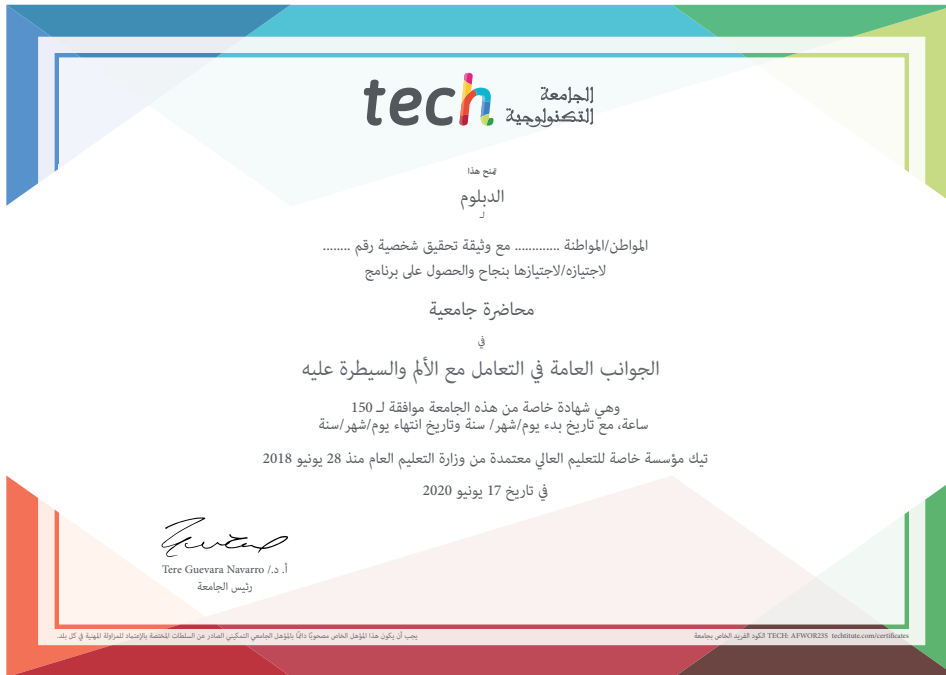 tech الجامعة
التكنولوجية
يمنح هذا
الدبلوم
لـ
المواطن/المواطنة ............ مع وثيقة تحقيق شخصية رقم ........
لاجتيازه/لاجتيازها بنجاح والحصول على برنامج
محاضرة جامعية
في
الجوانب العامة في التعامل مع الألم والسيطرة عليه
وهي شهادة خاصة من هذه الجامعة موافقة لـ 150
ساعة، مع تاريخ بدء يوم/شهر/ سنة وتاريخ انتهاء يوم/شهر/سنة
تيك مؤسسة خاصة للتعليم العالي معتمدة من وزارة التعليم العام منذ 28 يونيو 2018
في تاريخ 17 يونيو 2020
أ. د./ Tere Guevara Navarro
رئيس الجامعة
يجب أن يكون هذا المؤهل الخاص مصحوبًا دائمًا بالمؤهل الجامعي التمكيني الصادر عن السلطات المختصة بالإعتماد للمزاولة المهنية في كل بلد.
الكود الفريد الخاص بجامعة TECH: AFWOR23S techtitute.com/certificates